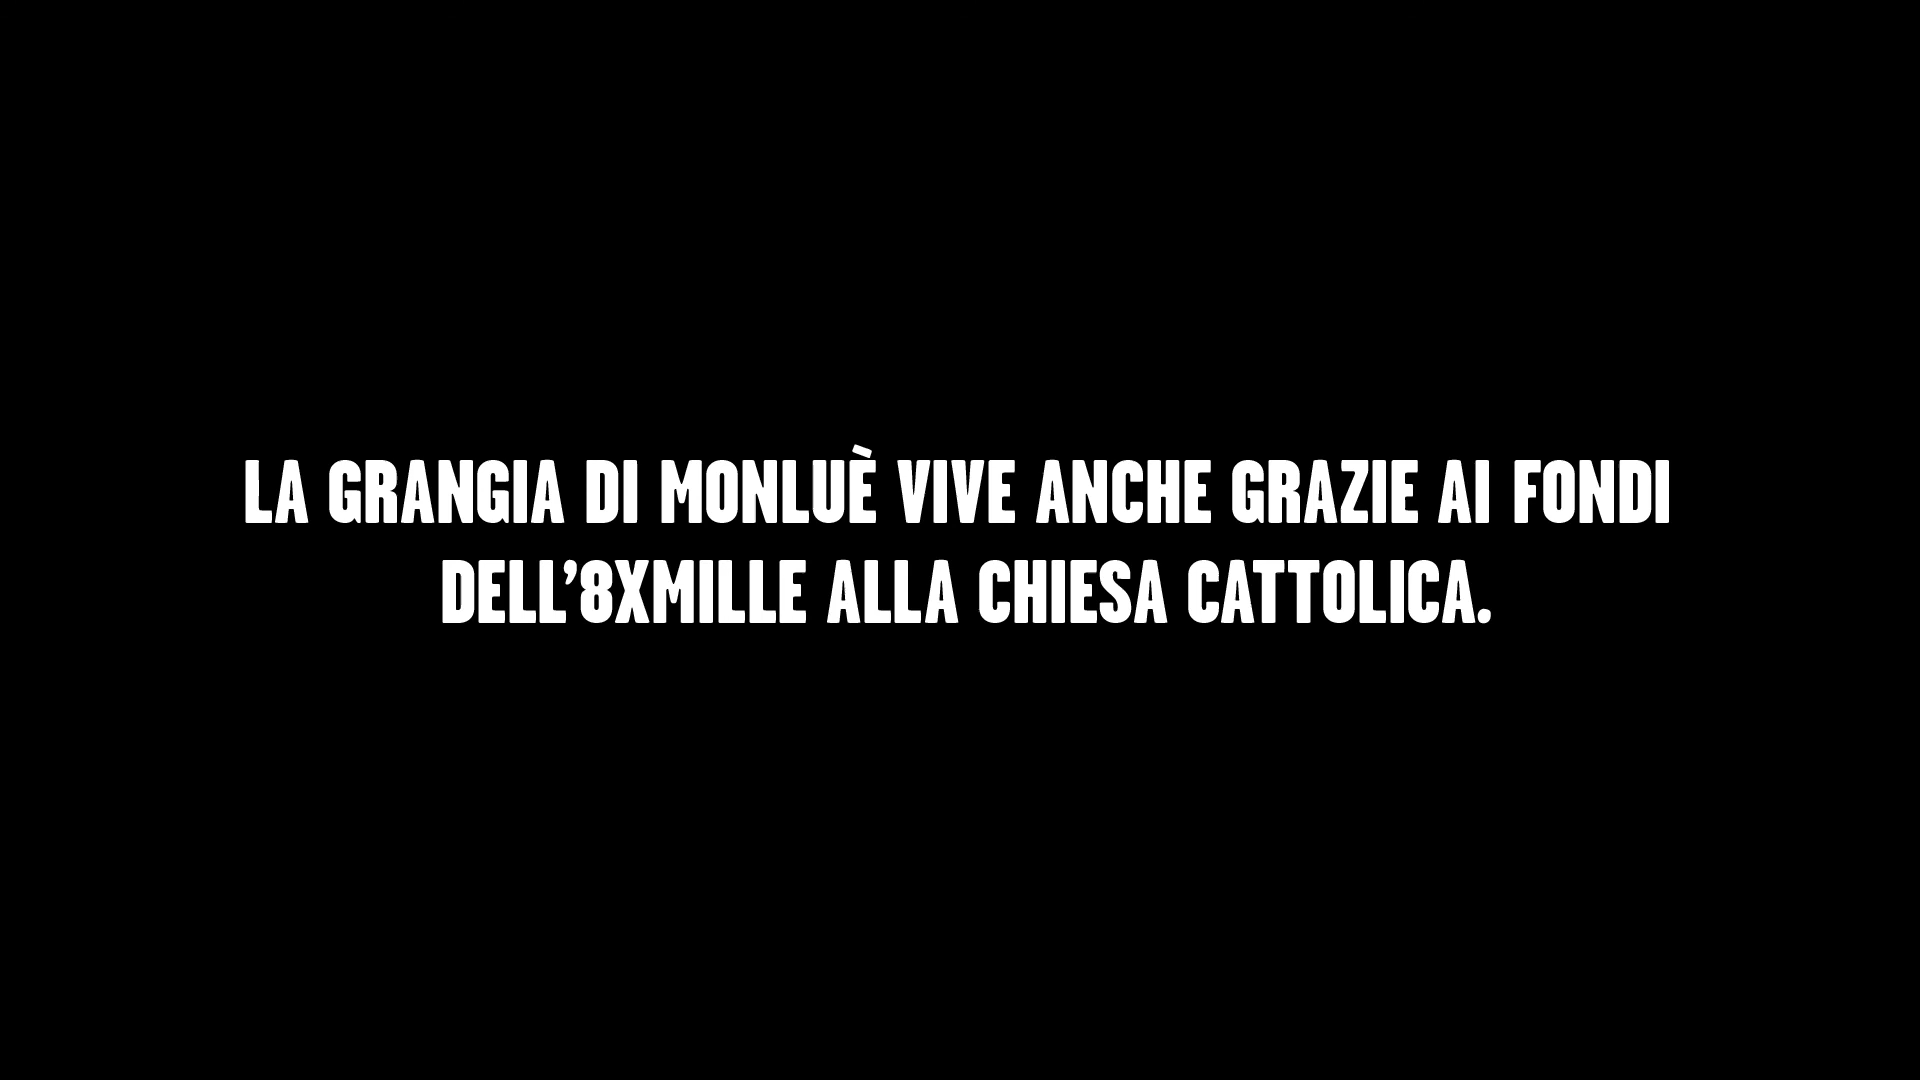 LA GRANGIA DI MONLUÈ VIVE ANCHE GRAZIE AI FONDI
DELL’8XMILLE ALLA CHIESA CATTOLICA.